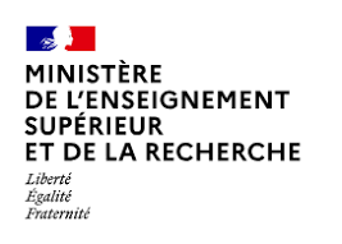 MINISTÈRE
DE L'ENSEIGNEMENT
SUPÉRIEUR
ET DE LA RECHERCHE
Liberté
Égalité
Fraternité